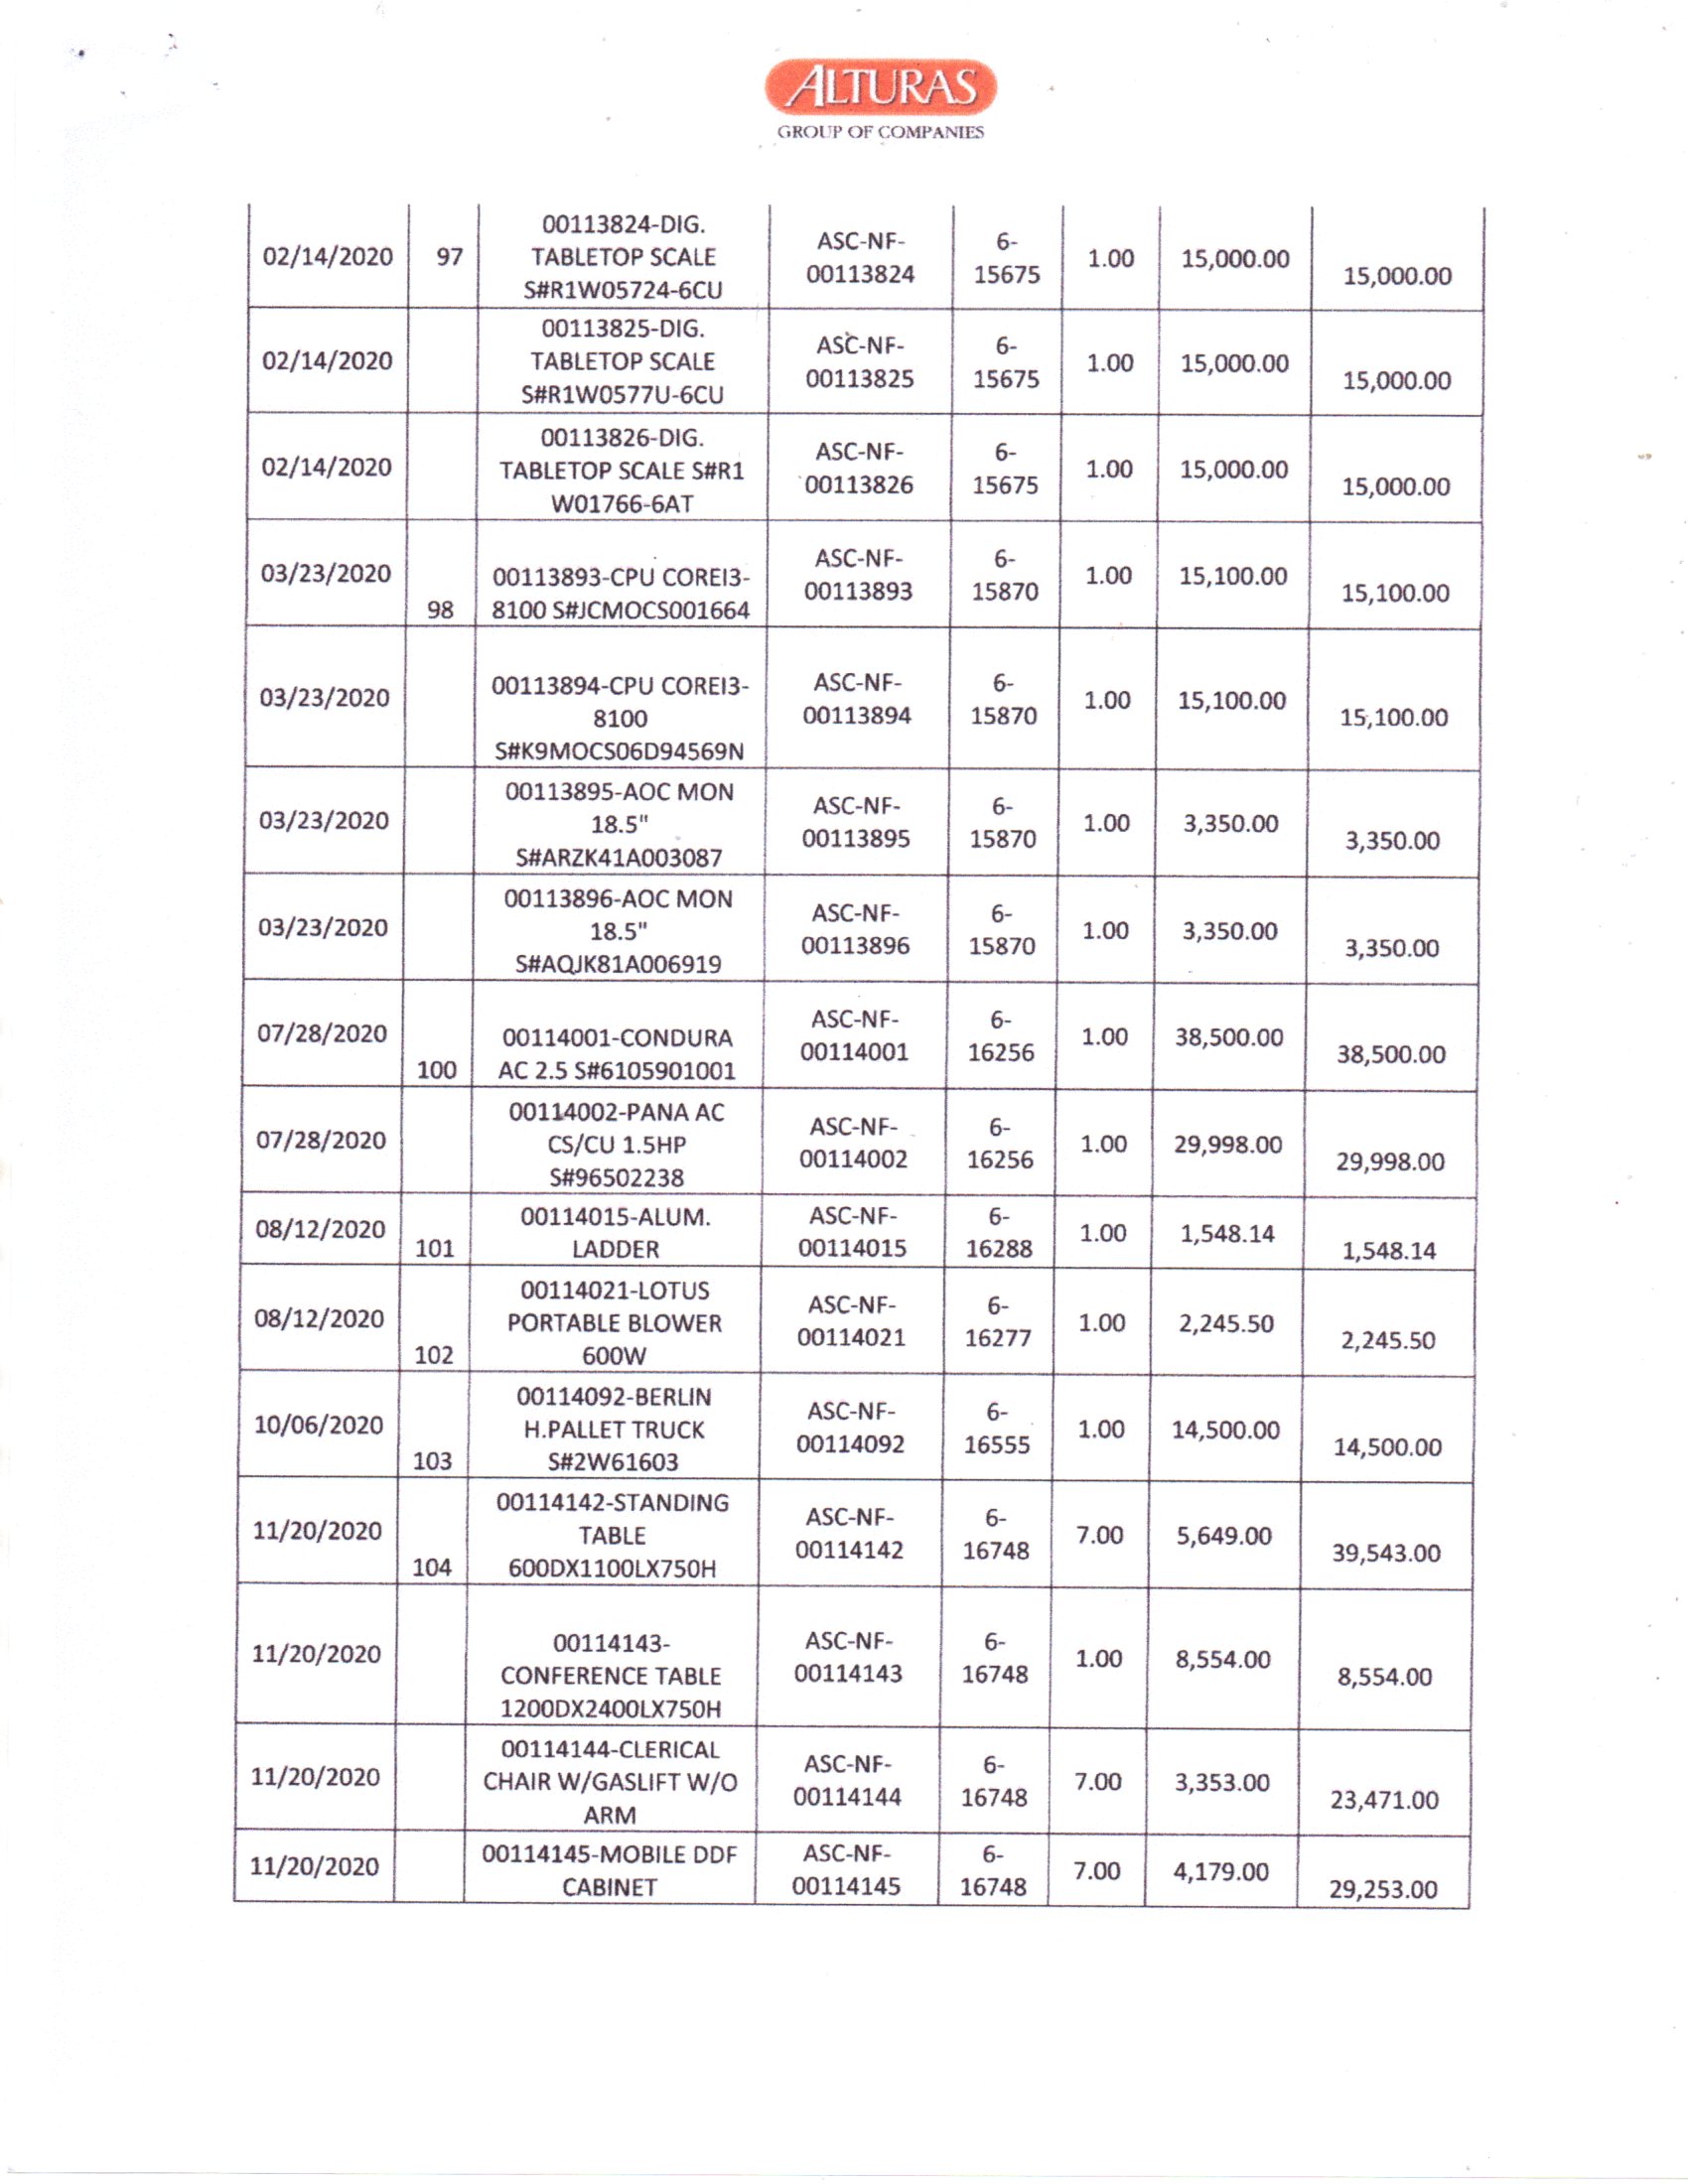 ALTURAS
GROUP OF COMPANIES
02/14/2020 97 00113824-DIG. TABLETOP SCALE S#R1W05724-6CU ASC-NF-00113824 6-15675 1.00 15,000.00 15,000.00
02/14/2020 00113825-DIG. TABLETOP SCALE S#R1W0577U-6CU ASC-NF-00113825 6-15675 1.00 15,000.00 15,000.00
02/14/2020 00113826-DIG. TABLETOP SCALE S#R1 W01766-6AT ASC-NF-00113826 6-15675 1.00 15,000.00 15,000.00
03/23/2020 98 00113893-CPU COREI3-8100 S#JCMOCS001664 ASC-NF-00113893 6-15870 1.00 15,100.00 15,100.00
03/23/2020 00113894-CPU COREI3-8100 S#K9MOCS06D94569N ASC-NF-00113894 6-15870 1.00 15,100.00 15,100.00
03/23/2020 00113895-AOC MON 18.5" S#ARZK41A003087 ASC-NF-00113895 6-15870 1.00 3,350.00 3,350.00
03/23/2020 00113896-AOC MON 18.5" S#AQJK81A006919 ASC-NF-00113896 6-15870 1.00 3,350.00 3,350.00
07/28/2020 100 00114001-CONDURA AC 2.5 S#6105901001 ASC-NF-00114001 6-16256 1.00 38,500.00 38,500.00
07/28/2020 00114002-PANA AC CS/CU 1.5HP S#96502238 ASC-NF-00114002 6-16256 1.00 29,998.00 29,998.00
08/12/2020 101 00114015-ALUM. LADDER ASC-NF-00114015 6-16288 1.00 1,548.14 1,548.14
08/12/2020 102 00114021-LOTUS PORTABLE BLOWER 600W ASC-NF-00114021 6-16277 1.00 2,245.50 2,245.50
10/06/2020 103 00114092-BERLIN H.PALLET TRUCK S#2W61603 ASC-NF-00114092 6-16555 1.00 14,500.00 14,500.00
11/20/2020 104 00114142-STANDING TABLE 600DX1100LX750H ASC-NF-00114142 6-16748 7.00 5,649.00 39,543.00
11/20/2020 00114143-CONFERENCE TABLE 1200DX2400LX750H ASC-NF-00114143 6-16748 1.00 8,554.00 8,554.00
11/20/2020 00114144-CLERICAL CHAIR W/GASLIFT W/O ARM ASC-NF-00114144 6-16748 7.00 3,353.00 23,471.00
11/20/2020 00114145-MOBILE DDF CABINET ASC-NF-00114145 6-16748 7.00 4,179.00 29,253.00